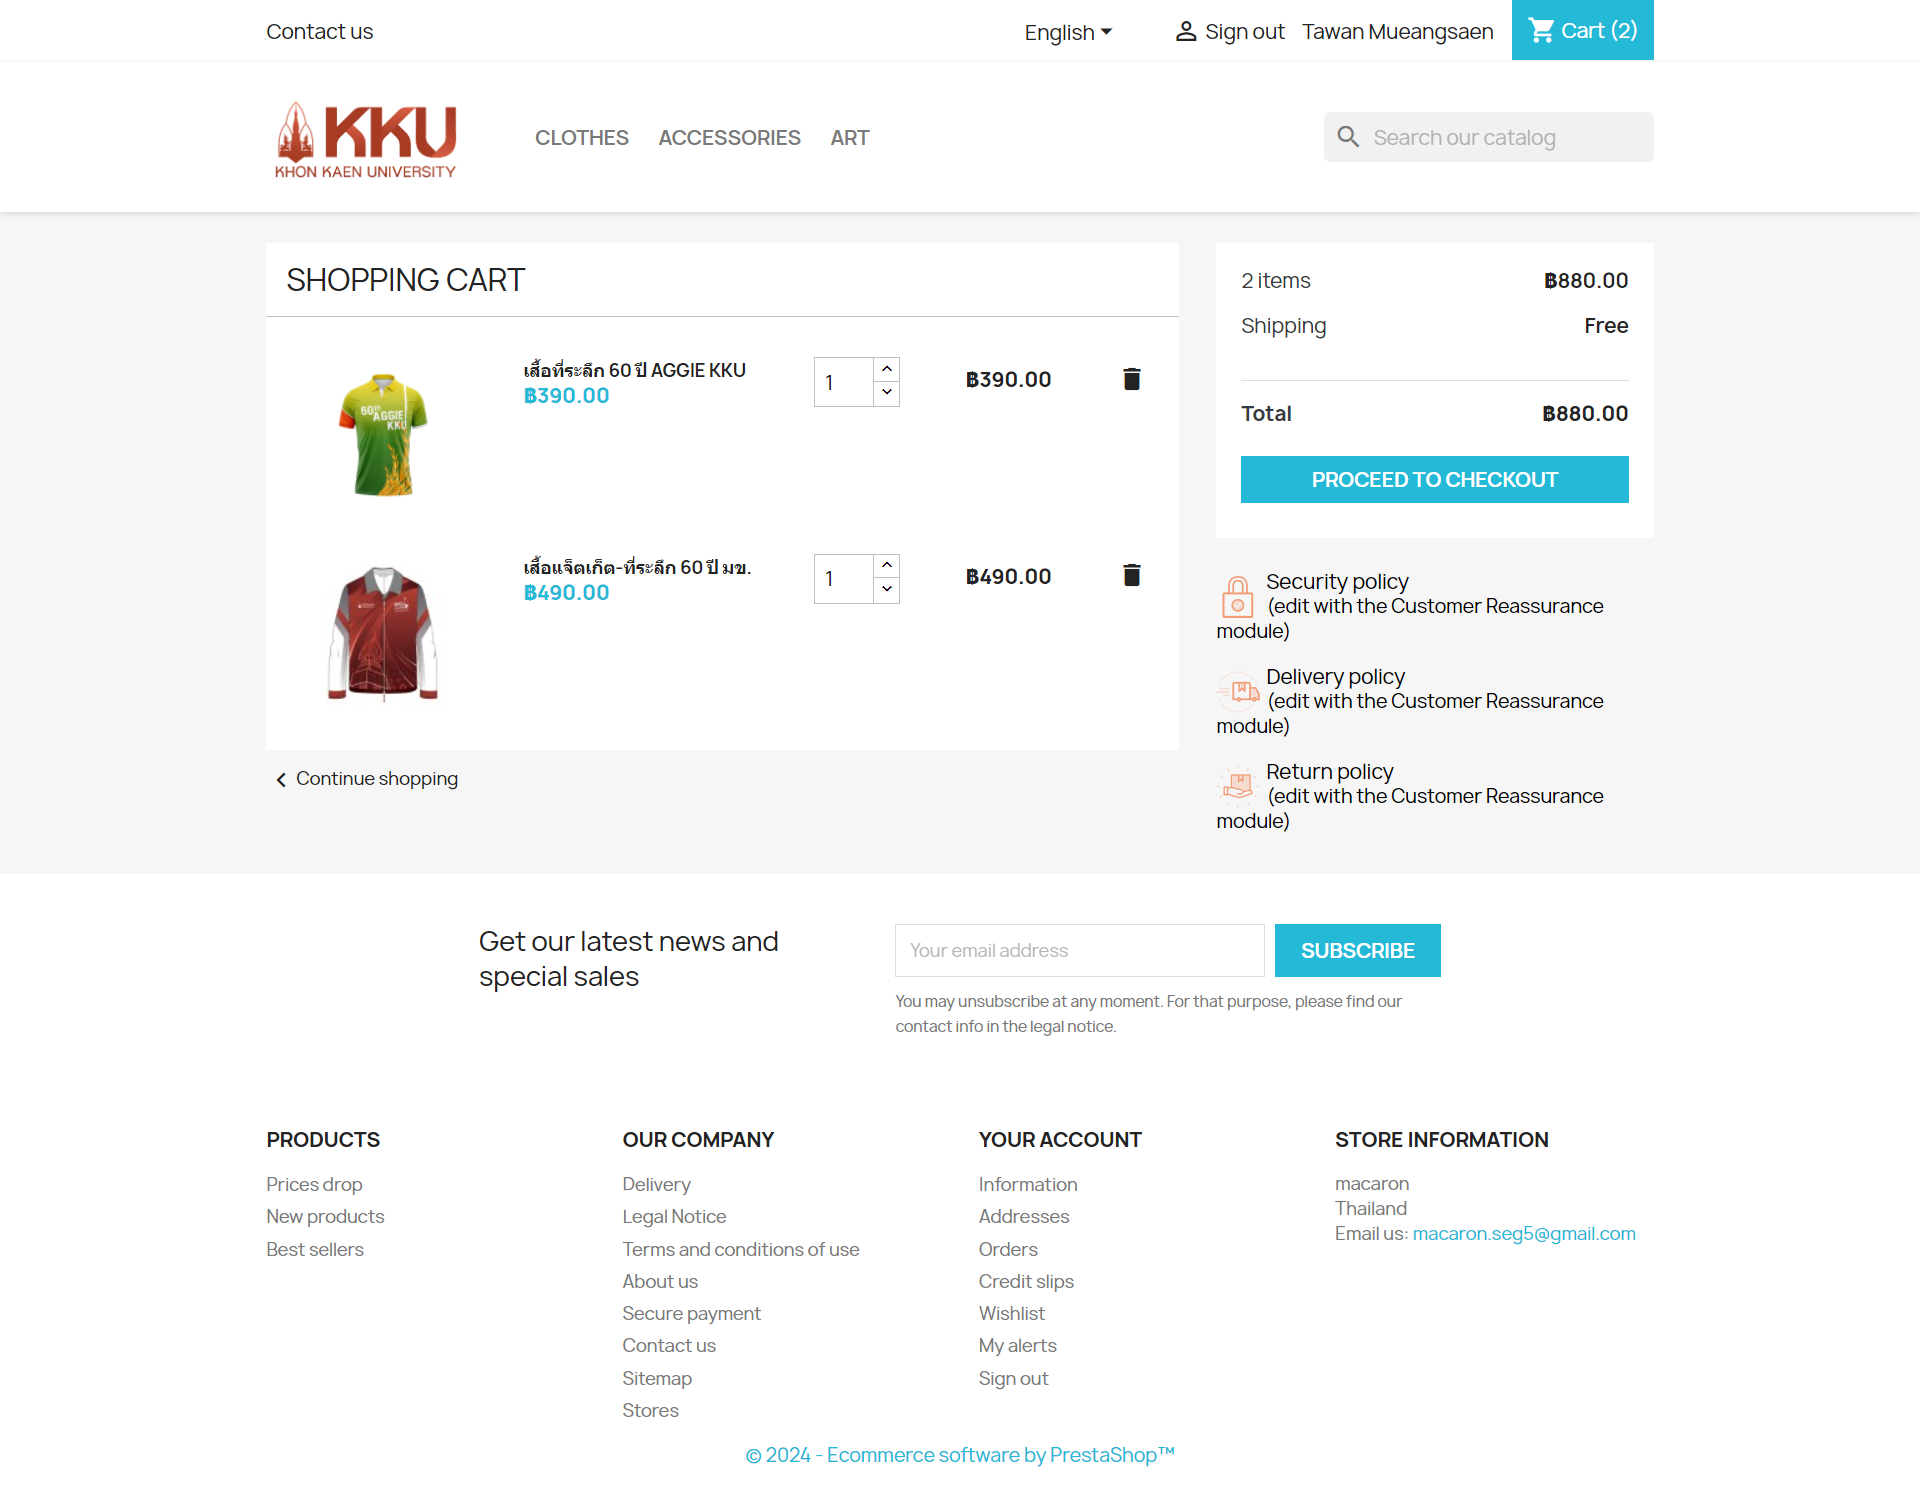 Contact us
English
Sign out
Tawan Mueangsaen
Cart (2)
KKU
KHON KAEN UNIVERSITY
CLOTHES
ACCESSORIES
ART
Search our catalog
SHOPPING CART
เสื้อที่ระลึก 60 ปี AGGIE KKU
฿390.00
1
฿390.00
60th
AGGIE
KKU
เสื้อแจ็ตเก็ต-ที่ระลึก 60 ปี มข.
฿490.00
1
฿490.00
Continue shopping
2 items
฿880.00
Shipping
Free
Total
฿880.00
PROCEED TO CHECKOUT
Security policy
(edit with the Customer Reassurance
module)
Delivery policy
(edit with the Customer Reassurance
module)
Return policy
(edit with the Customer Reassurance
module)
Get our latest news and
special sales
Your email address
SUBSCRIBE
You may unsubscribe at any moment. For that purpose, please find our
contact info in the legal notice.
PRODUCTS
Prices drop
New products
Best sellers
OUR COMPANY
Delivery
Legal Notice
Terms and conditions of use
About us
Secure payment
Contact us
Sitemap
Stores
YOUR ACCOUNT
Information
Addresses
Orders
Credit slips
Wishlist
My alerts
Sign out
STORE INFORMATION
macaron
Thailand
Email us: macaron.seg5@gmail.com
© 2024 - Ecommerce software by PrestaShop™